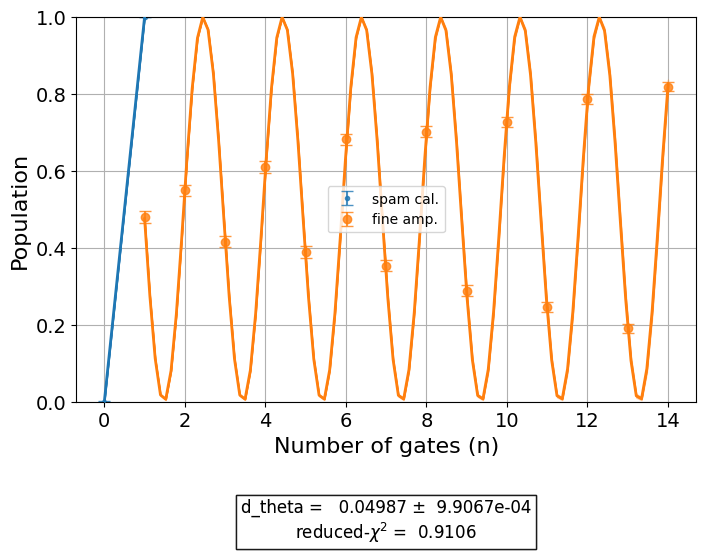 1.0
0.8
0.6
0.4
0.2
0.0
Population
spam cal.
fine amp.
0 2 4 6 8 10 12 14
Number of gates (n)
d_theta = 0.04987 ± 9.9067e-04
reduced-χ² = 0.9106